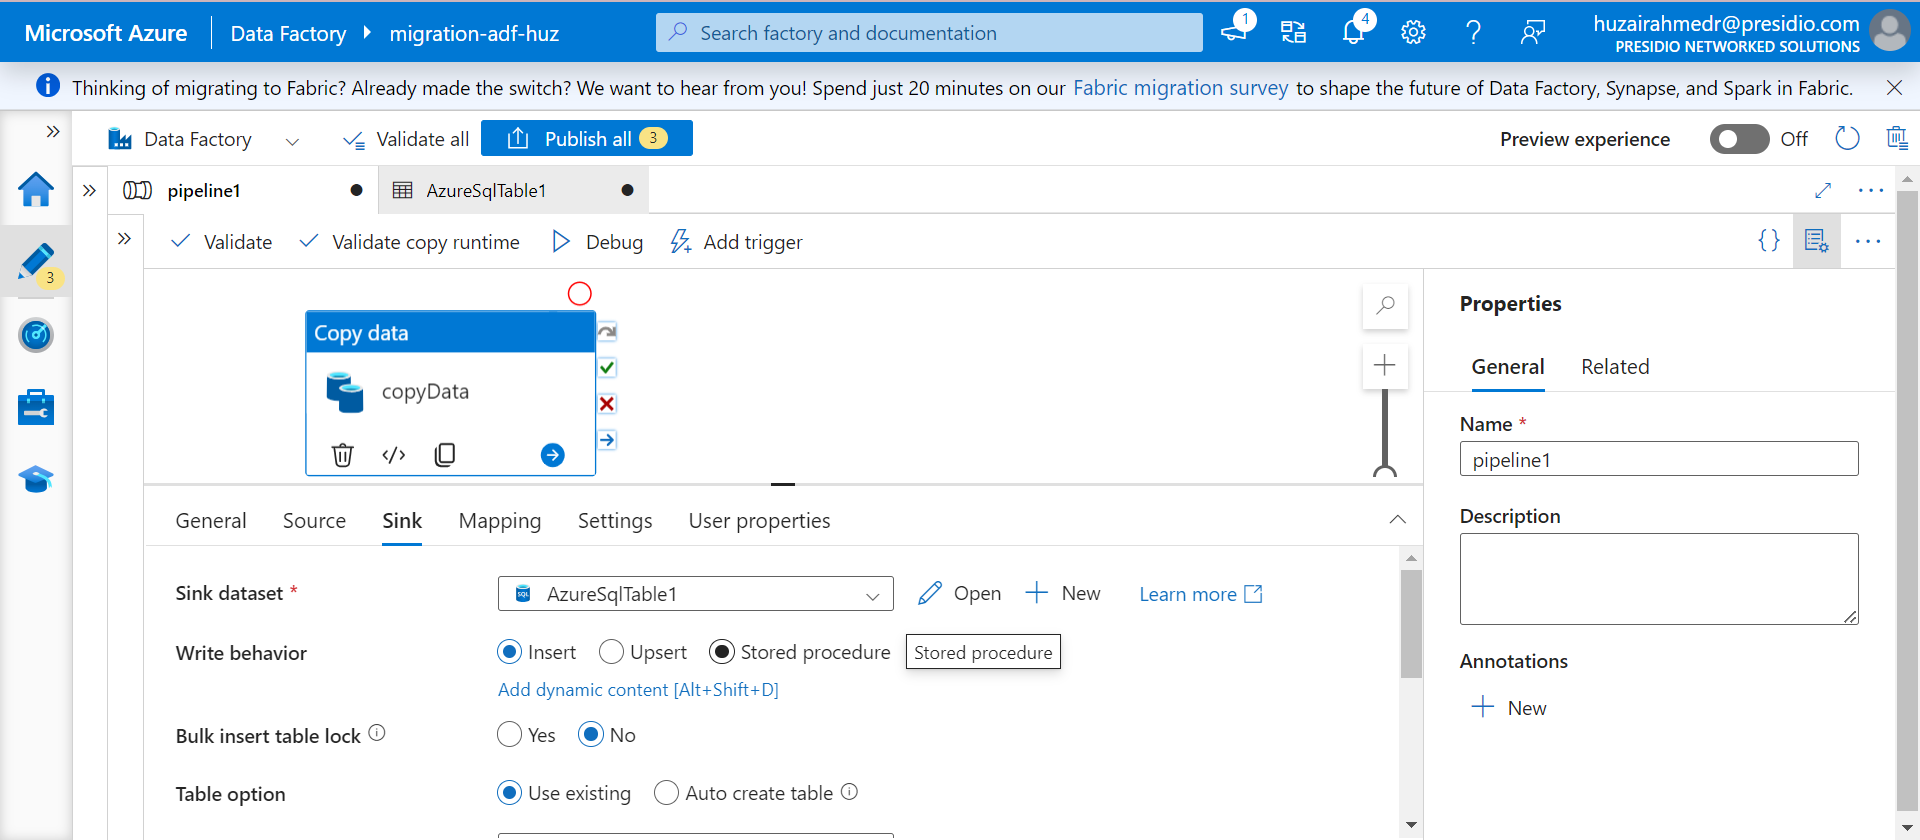 Microsoft Azure
Data Factory
migration-adf-huz
Search factory and documentation
1
4
huzairahmedr@presidio.com
PRESIDIO NETWORKED SOLUTIONS
Thinking of migrating to Fabric? Already made the switch? We want to hear from you! Spend just 20 minutes on our Fabric migration survey to shape the future of Data Factory, Synapse, and Spark in Fabric.
Data Factory
Validate all
Publish all 3
Preview experience
Off
pipeline1
AzureSqlTable1
3
Validate
Validate copy runtime
Debug
Add trigger
Copy data
copyData
Properties
General
Related
Name *
pipeline1
Description
Annotations
New
General
Source
Sink
Mapping
Settings
User properties
Sink dataset *
SQL
AzureSqlTable1
Open
New
Learn more
Write behavior
Insert
Upsert
Stored procedure
Stored procedure
Add dynamic content [Alt+Shift+D]
Bulk insert table lock
Yes
No
Table option
Use existing
Auto create table